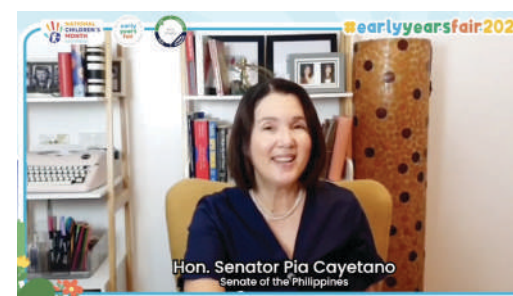 NATIONAL
CHILDREN'S
MONTH
early
years
fair
#earlyyearsfair202
Hon. Senator Pia Cayetano
Senate of the Philippines